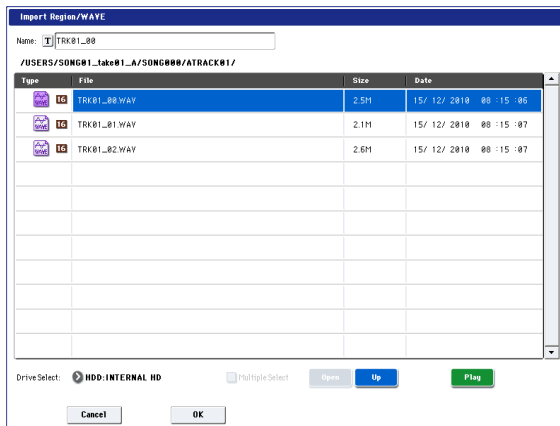 Import Region/WAVE
Name: T TRK01_00
/USERS/SONG01_take01_A/SONG000/ATRACK01/
Type File Size Date
WAVE 16 TRK01_00.WAV 2.5M 15/ 12/ 2010 08 :15 :06
WAVE 16 TRK01_01.WAV 2.1M 15/ 12/ 2010 08 :15 :07
WAVE 16 TRK01_02.WAV 2.6M 15/ 12/ 2010 08 :15 :07
Drive Select: HDD:INTERNAL HD Multiple Select Open Up Play
Cancel OK